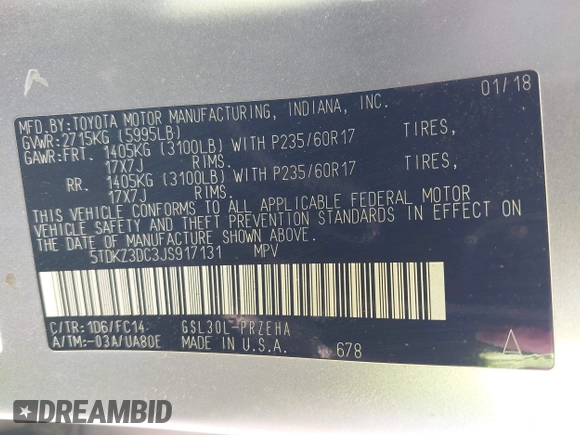 MFD.BY:TOYOTA MOTOR MANUFACTURING, INDIANA, INC. 01/18
GVWR:2715KG (5995LB)
GAWR:FRT. 1405KG (3100LB) WITH P235/60R17 TIRES,
17X7J RIMS.
RR. 1405KG (3100LB) WITH P235/60R17 TIRES,
17X7J RIMS.
THIS VEHICLE CONFORMS TO ALL APPLICABLE FEDERAL MOTOR
VEHICLE SAFETY AND THEFT PREVENTION STANDARDS IN EFFECT ON
THE DATE OF MANUFACTURE SHOWN ABOVE.
5TDKZ3DC3JS917131 MPV
C/TR:1D6/FC14 GSL30L-PRZEHA
A/TM:-03A/UA80E MADE IN U.S.A. 678
DREAMBID